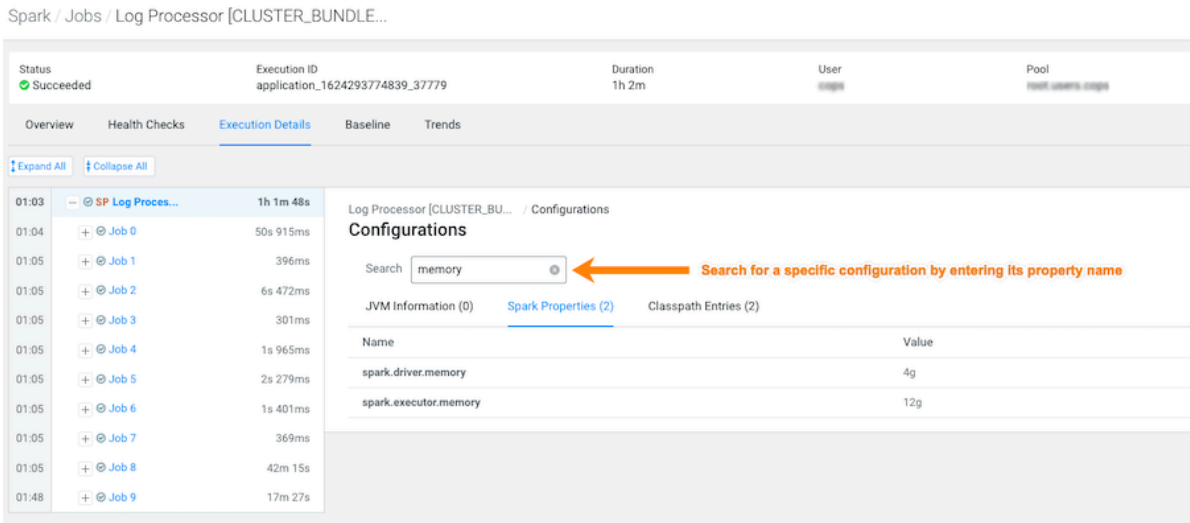 Spark / Jobs / Log Processor [CLUSTER_BUNDLE...
Status Execution ID Duration User Pool
Succeeded application_1624293774839_37779 1h 2m cops root.users.cops
Overview Health Checks Execution Details Baseline Trends
Expand All Collapse All
01:03 SP Log Proces... 1h 1m 48s
01:04 Job 0 50s 915ms
01:05 Job 1 396ms
01:05 Job 2 6s 472ms
01:05 Job 3 301ms
01:05 Job 4 1s 965ms
01:05 Job 5 2s 279ms
01:05 Job 6 1s 401ms
01:05 Job 7 369ms
01:05 Job 8 42m 15s
01:48 Job 9 17m 27s
Log Processor [CLUSTER_BU... / Configurations
Configurations
Search memory
Search for a specific configuration by entering its property name
JVM Information (0) Spark Properties (2) Classpath Entries (2)
Name Value
spark.driver.memory 4g
spark.executor.memory 12g